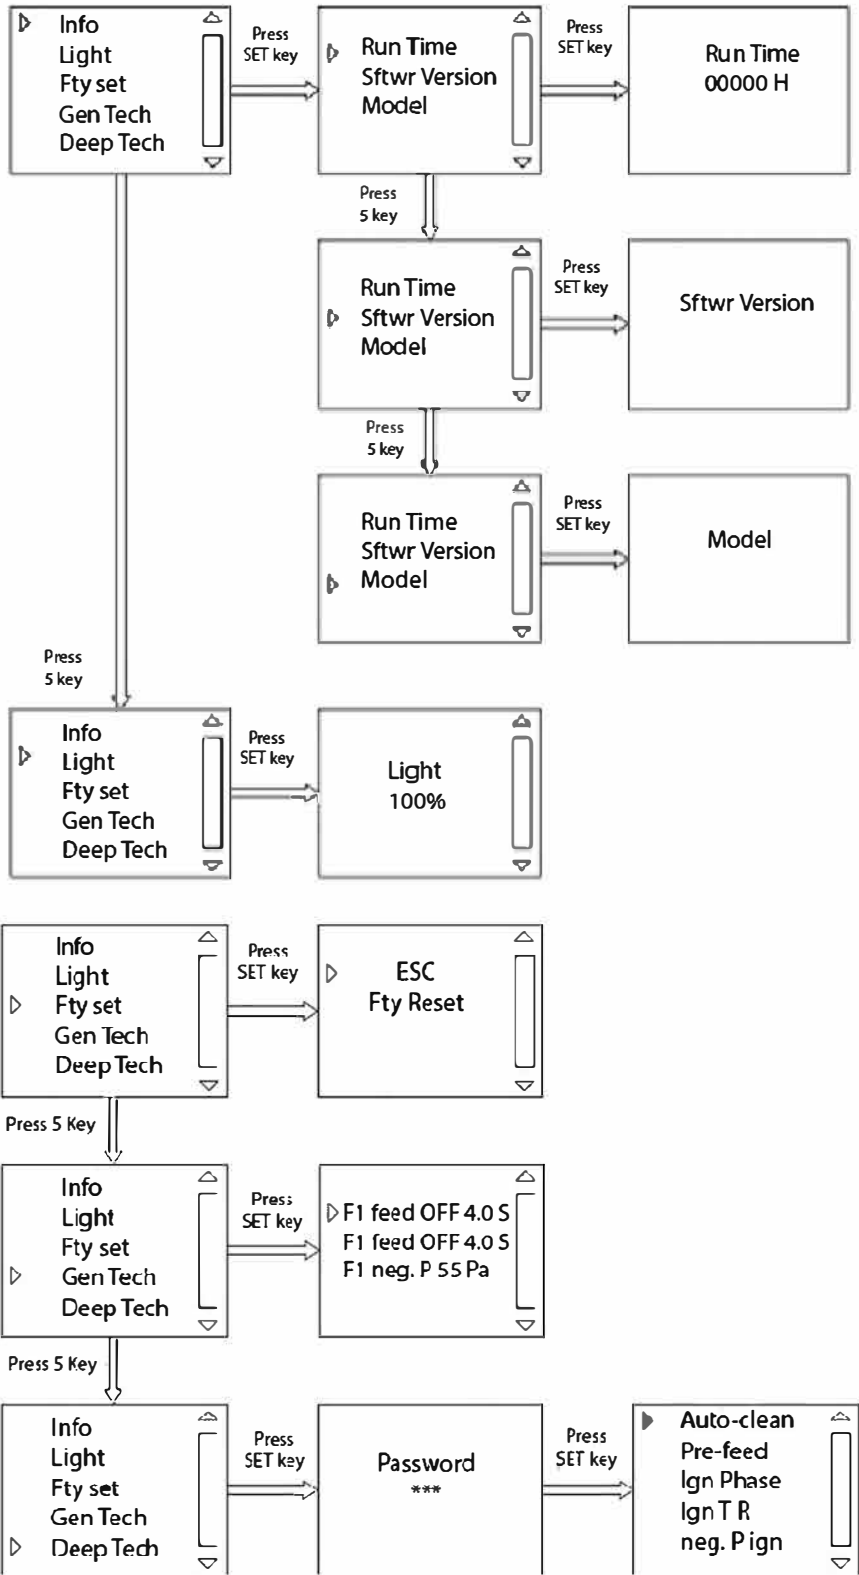 Info
Light
Fty set
Gen Tech
Deep Tech
Press
SET key
Run Time
Sftwr Version
Model
Press
SET key
Run Time
00000 H
Press
5 key
Run Time
Sftwr Version
Model
Press
SET key
Sftwr Version
Press
5 key
Run Time
Sftwr Version
Model
Press
SET key
Model
Press
5 key
Info
Light
Fty set
Gen Tech
Deep Tech
Press
SET key
Light
100%
Info
Light
Fty set
Gen Tech
Deep Tech
Press
SET key
ESC
Fty Reset
Press 5 Key
Info
Light
Fty set
Gen Tech
Deep Tech
Press
SET key
F1 feed OFF 4.0 S
F1 feed OFF 4.0 S
F1 neg. P 55 Pa
Press 5 Key
Info
Light
Fty set
Gen Tech
Deep Tech
Press
SET key
Password
***
Press
SET key
Auto-clean
Pre-feed
Ign Phase
Ign T R
neg. P ign